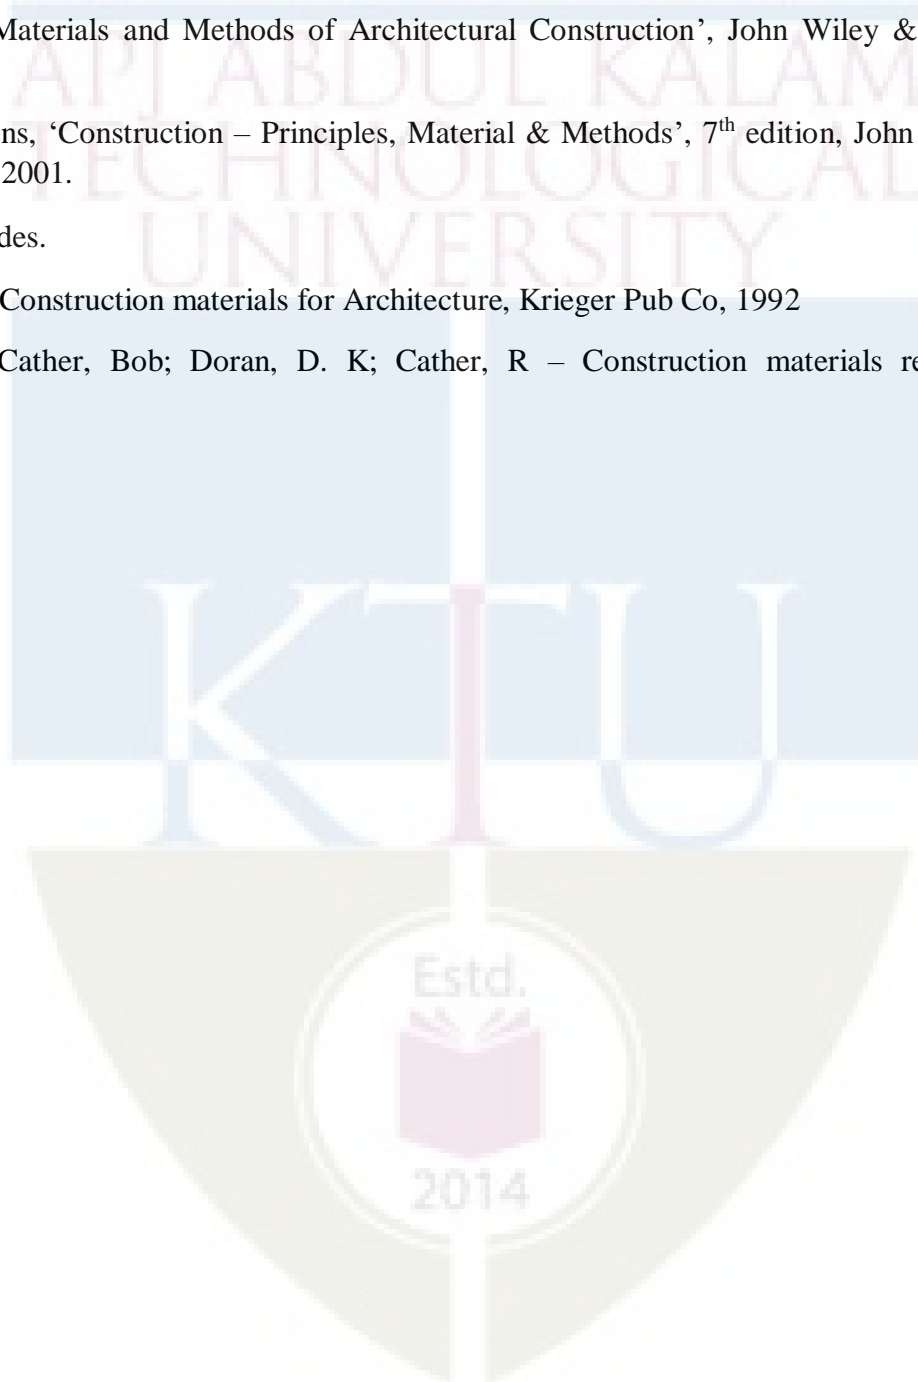 Materials and Methods of Architectural Construction’, John Wiley &
APJ ABDUL KALAM
ns, ‘Construction – Principles, Material & Methods’, 7th edition, John
TECHNOLOGICAL
2001.
UNIVERSITY
des.
Construction materials for Architecture, Krieger Pub Co, 1992
Cather, Bob; Doran, D. K; Cather, R – Construction materials re
KTU
Estd.
2014